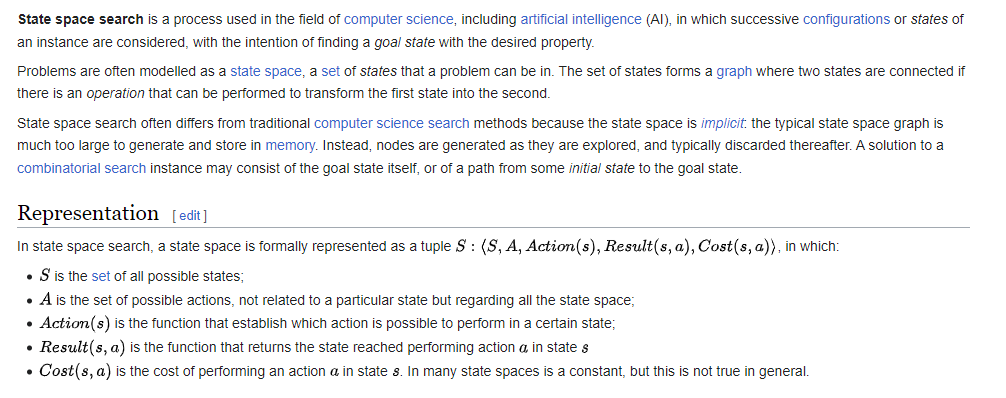 State space search is a process used in the field of computer science, including artificial intelligence (AI), in which successive configurations or states of
an instance are considered, with the intention of finding a goal state with the desired property.
Problems are often modelled as a state space, a set of states that a problem can be in. The set of states forms a graph where two states are connected if
there is an operation that can be performed to transform the first state into the second.
State space search often differs from traditional computer science search methods because the state space is implicit: the typical state space graph is
much too large to generate and store in memory. Instead, nodes are generated as they are explored, and typically discarded thereafter. A solution to a
combinatorial search instance may consist of the goal state itself, or of a path from some initial state to the goal state.
Representation [ edit ]
In state space search, a state space is formally represented as a tuple S : ⟨S, A, Action(s), Result(s, a), Cost(s, a)⟩, in which:
• S is the set of all possible states;
• A is the set of possible actions, not related to a particular state but regarding all the state space;
• Action(s) is the function that establish which action is possible to perform in a certain state;
• Result(s, a) is the function that returns the state reached performing action a in state s
• Cost(s, a) is the cost of performing an action a in state s. In many state spaces is a constant, but this is not true in general.